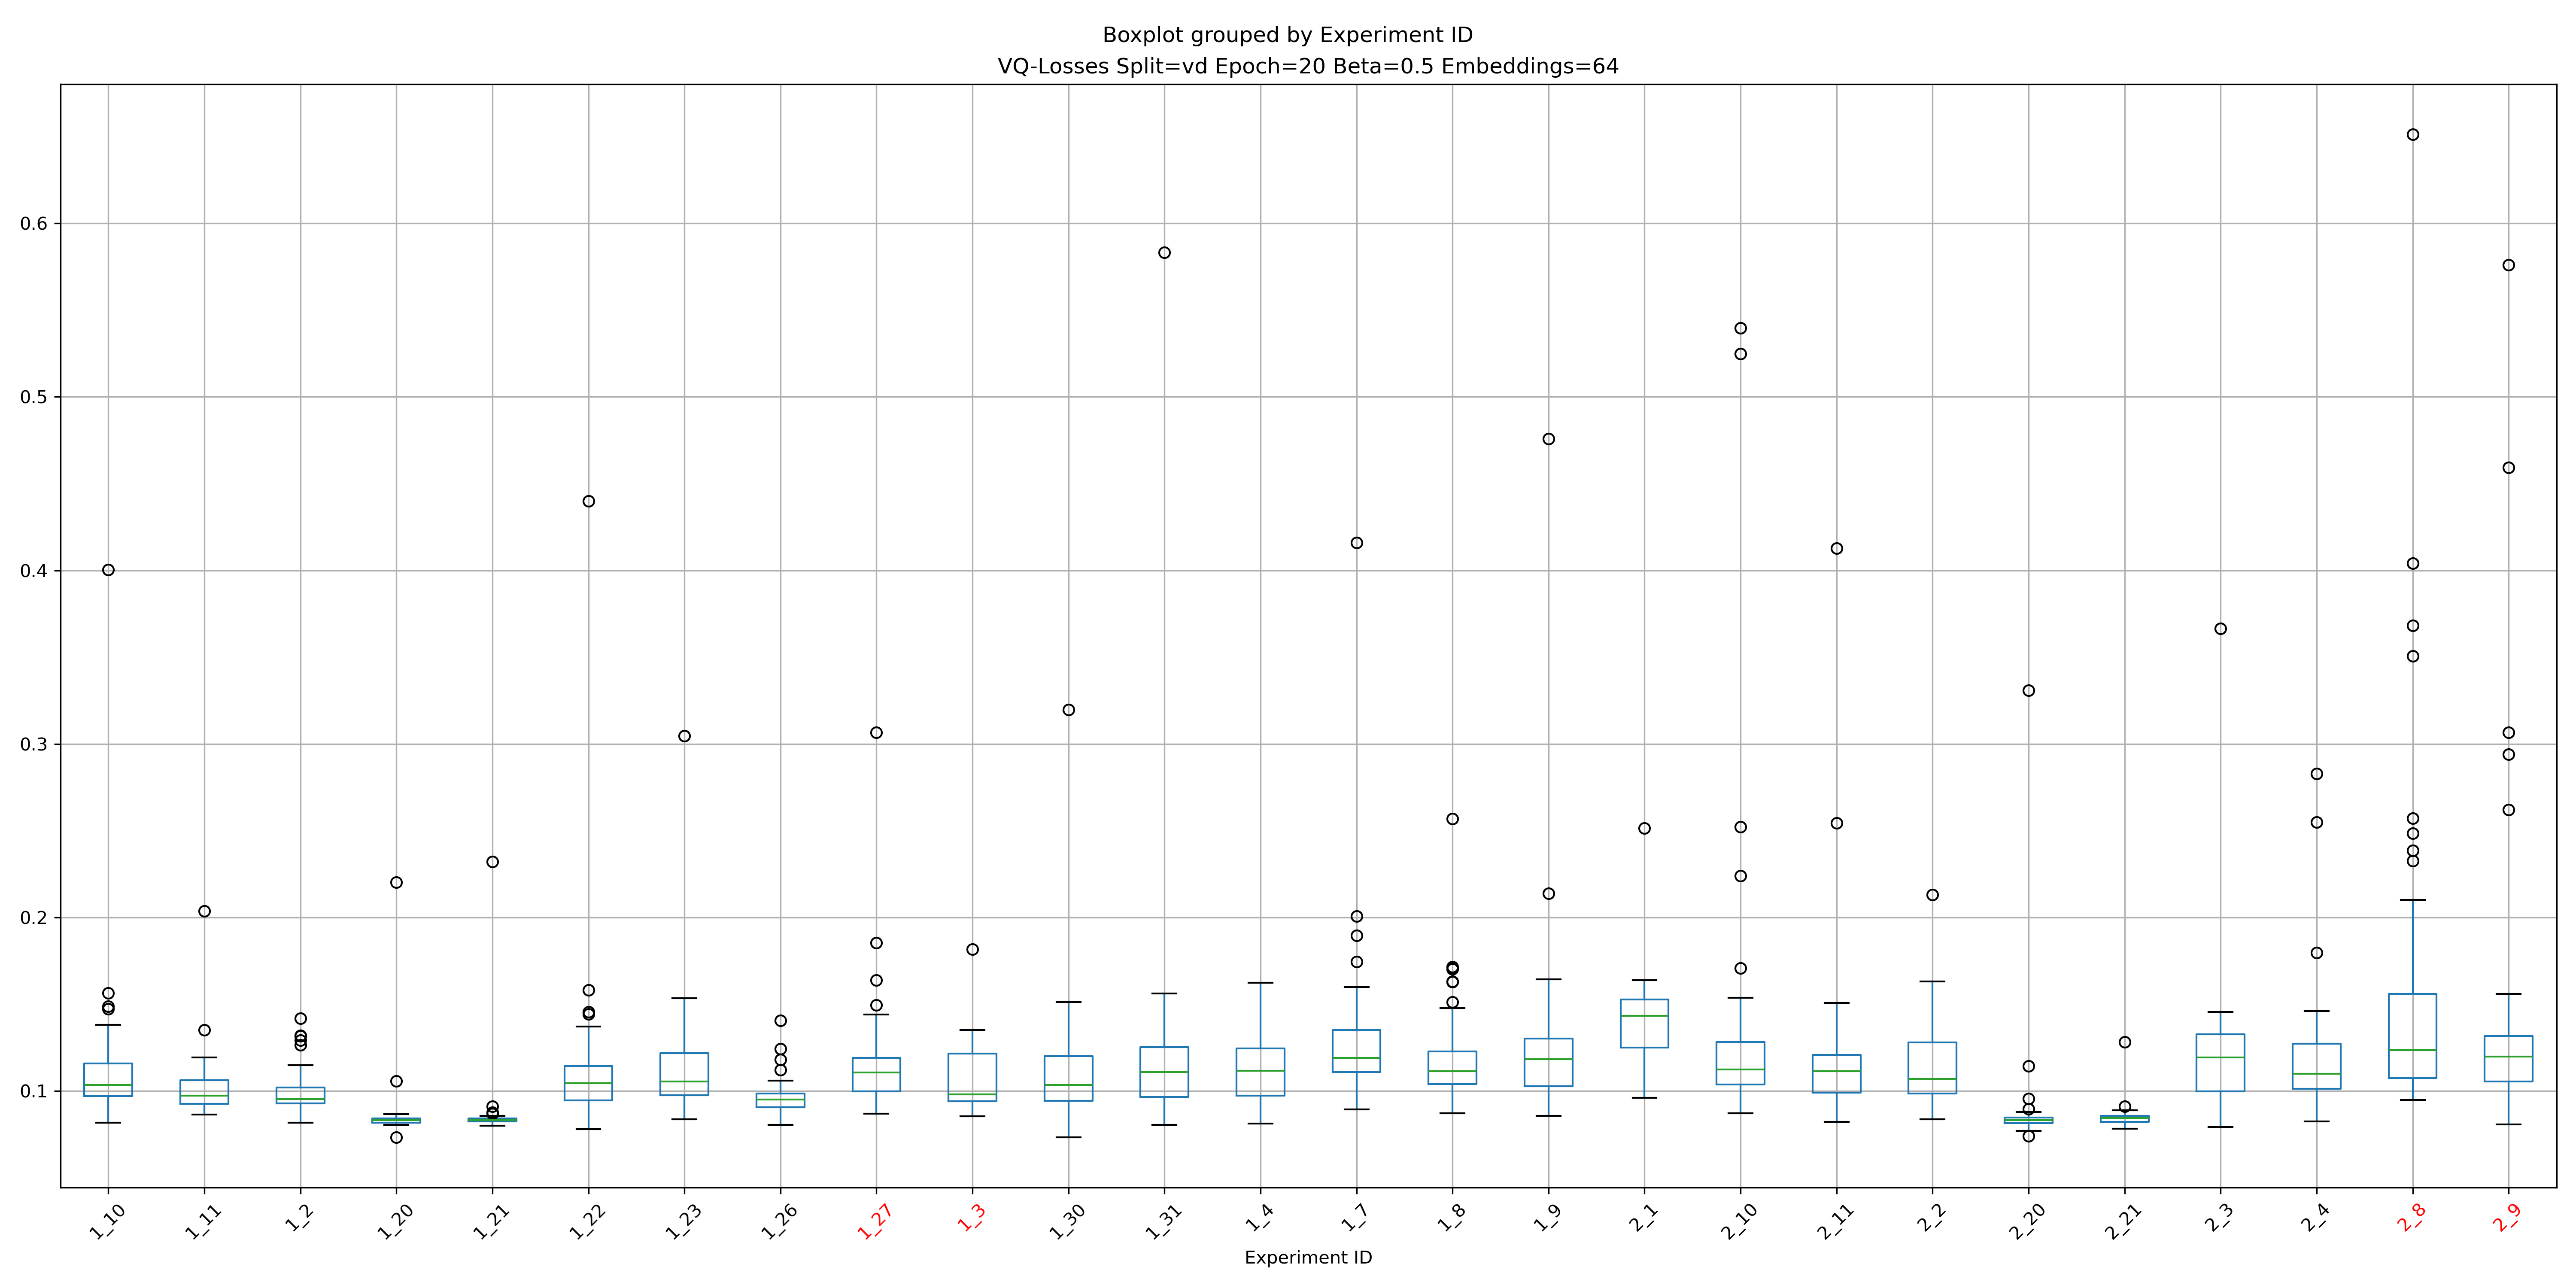 Boxplot grouped by Experiment ID
VQ-Losses Split=vd Epoch=20 Beta=0.5 Embeddings=64
0.6
0.5
0.4
0.3
0.2
0.1
1_10 1_11 1_2 1_20 1_21 1_22 1_23 1_26 1_27 1_3 1_30 1_31 1_4 1_7 1_8 1_9 2_1 2_10 2_11 2_2 2_20 2_21 2_3 2_4 2_8 2_9
Experiment ID